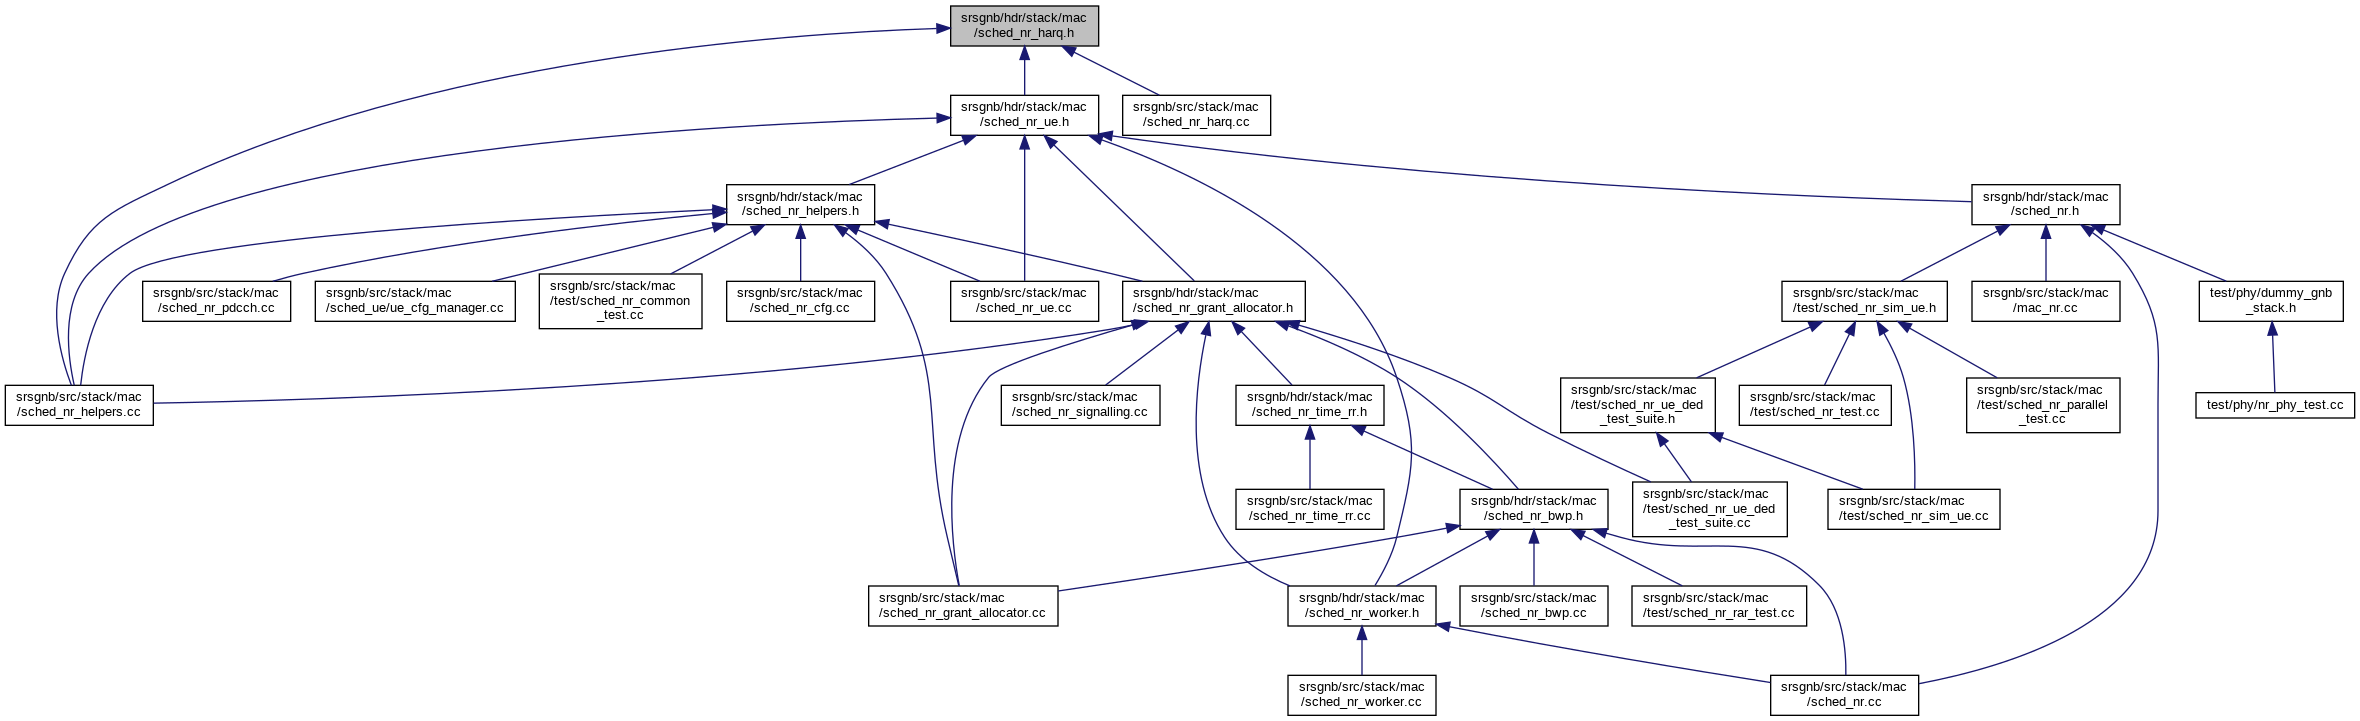 srsgnb/hdr/stack/mac
/sched_nr_harq.h
srsgnb/hdr/stack/mac
/sched_nr_ue.h
srsgnb/src/stack/mac
/sched_nr_harq.cc
srsgnb/hdr/stack/mac
/sched_nr_helpers.h
srsgnb/hdr/stack/mac
/sched_nr.h
srsgnb/src/stack/mac
/sched_nr_pdcch.cc
srsgnb/src/stack/mac
/sched_ue/ue_cfg_manager.cc
srsgnb/src/stack/mac
/test/sched_nr_common
_test.cc
srsgnb/src/stack/mac
/sched_nr_cfg.cc
srsgnb/src/stack/mac
/sched_nr_ue.cc
srsgnb/hdr/stack/mac
/sched_nr_grant_allocator.h
srsgnb/src/stack/mac
/test/sched_nr_sim_ue.h
srsgnb/src/stack/mac
/mac_nr.cc
test/phy/dummy_gnb
_stack.h
srsgnb/src/stack/mac
/sched_nr_helpers.cc
srsgnb/src/stack/mac
/sched_nr_signalling.cc
srsgnb/hdr/stack/mac
/sched_nr_time_rr.h
srsgnb/src/stack/mac
/test/sched_nr_ue_ded
_test_suite.h
srsgnb/src/stack/mac
/test/sched_nr_test.cc
srsgnb/src/stack/mac
/test/sched_nr_parallel
_test.cc
test/phy/nr_phy_test.cc
srsgnb/src/stack/mac
/sched_nr_time_rr.cc
srsgnb/hdr/stack/mac
/sched_nr_bwp.h
srsgnb/src/stack/mac
/test/sched_nr_ue_ded
_test_suite.cc
srsgnb/src/stack/mac
/test/sched_nr_sim_ue.cc
srsgnb/src/stack/mac
/sched_nr_grant_allocator.cc
srsgnb/hdr/stack/mac
/sched_nr_worker.h
srsgnb/src/stack/mac
/sched_nr_bwp.cc
srsgnb/src/stack/mac
/test/sched_nr_rar_test.cc
srsgnb/src/stack/mac
/sched_nr_worker.cc
srsgnb/src/stack/mac
/sched_nr.cc